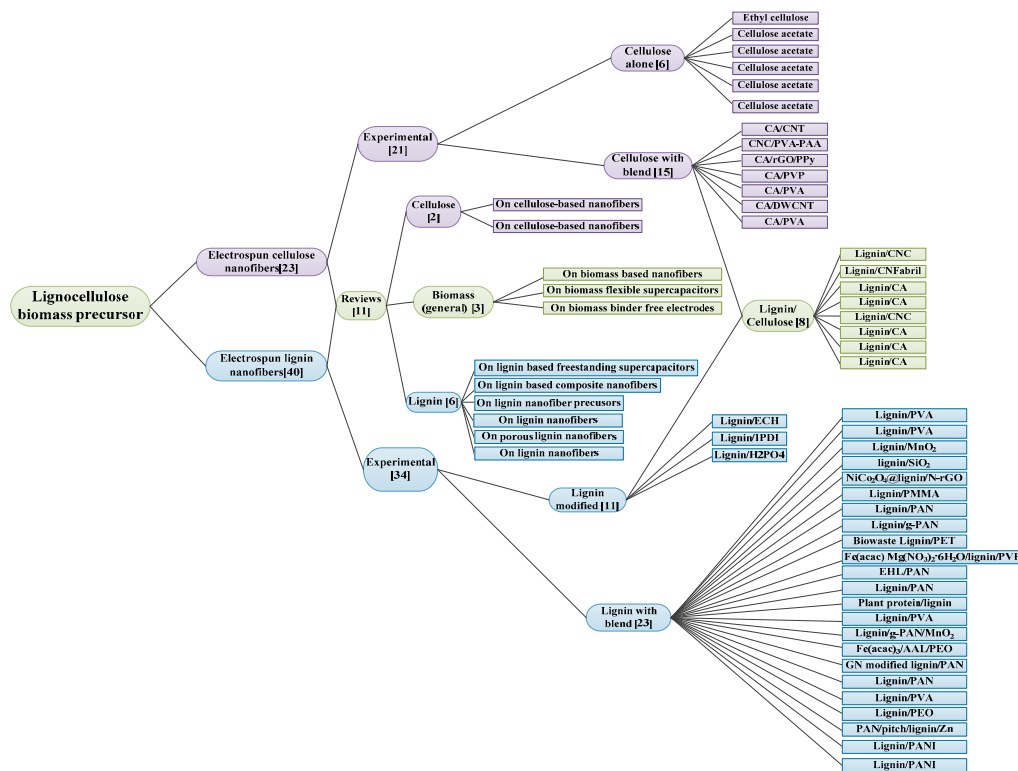 Lignocellulose
biomass precursor
Electrospun cellulose
nanofibers[23]
Electrospun lignin
nanofibers[40]
Experimental
[21]
Reviews
[11]
Experimental
[34]
Cellulose
alone [6]
Cellulose with
blend [15]
Cellulose
[2]
Biomass
(general) [3]
Lignin [6]
Lignin
modified [11]
Lignin with
blend [23]
Lignin/
Cellulose [8]
Ethyl cellulose
Cellulose acetate
Cellulose acetate
Cellulose acetate
Cellulose acetate
Cellulose acetate
CA/CNT
CNC/PVA-PAA
CA/rGO/PPy
CA/PVP
CA/PVA
CA/DWCNT
CA/PVA
On cellulose-based nanofibers
On cellulose-based nanofibers
On biomass based nanofibers
On biomass flexible supercapacitors
On biomass binder free electrodes
On lignin based freestanding supercapacitors
On lignin based composite nanofibers
On lignin nanofiber precusors
On lignin nanofibers
On porous lignin nanofibers
On lignin nanofibers
Lignin/CNC
Lignin/CNFabril
Lignin/CA
Lignin/CA
Lignin/CNC
Lignin/CA
Lignin/CA
Lignin/CA
Lignin/ECH
Lignin/IPDI
Lignin/H2PO4
Lignin/PVA
Lignin/PVA
Lignin/MnO₂
lignin/SiO₂
NiCo₂O₄@lignin/N-rGO
Lignin/PMMA
Lignin/PAN
Lignin/g-PAN
Biowaste Lignin/PET
Fe(acac) Mg(NO₃)₂·6H₂O/lignin/PVP
EHL/PAN
Lignin/PAN
Plant protein/lignin
Lignin/PVA
Lignin/g-PAN/MnO₂
Fe(acac)₃/AAL/PEO
GN modified lignin/PAN
Lignin/PAN
Lignin/PVA
Lignin/PEO
PAN/pitch/lignin/Zn
Lignin/PANI
Lignin/PANI